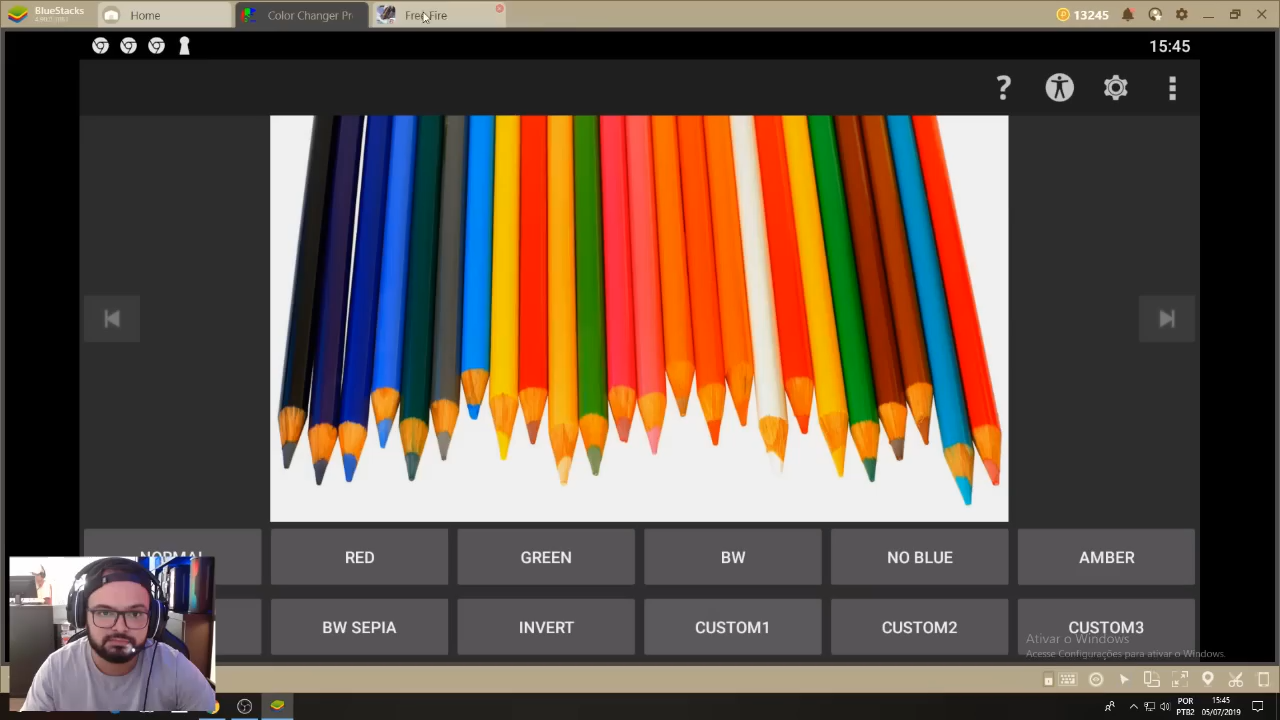 BlueStacks
Home
Color Changer Pr
Free Fire
13245
15:45
?
NORMAL
RED
GREEN
BW
NO BLUE
AMBER
BW SEPIA
INVERT
CUSTOM1
CUSTOM2
CUSTOM3
Ativar o Windows
Acesse Configurações para ativar o Windows.
POR
PTB2
15:45
05/07/2019